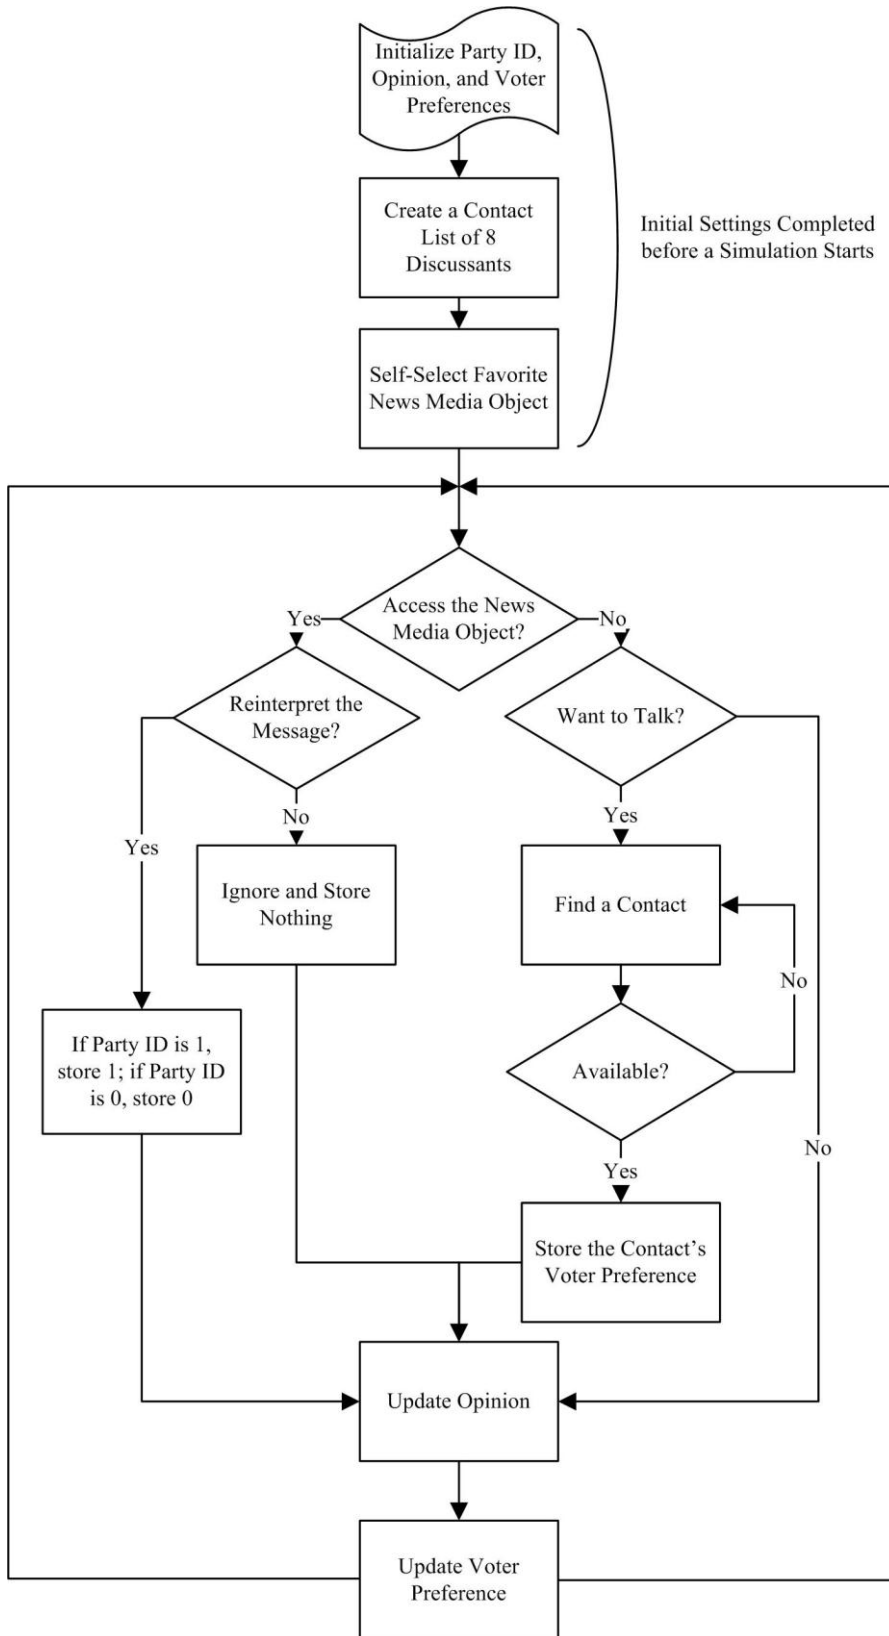 Initialize Party ID,
Opinion, and Voter
Preferences
Create a Contact
List of 8
Discussants
Initial Settings Completed
before a Simulation Starts
Self-Select Favorite
News Media Object
Access the News
Media Object?
Yes
No
Reinterpret the
Message?
Want to Talk?
No
Yes
Yes
Ignore and Store
Nothing
Find a Contact
No
If Party ID is 1,
store 1; if Party ID
is 0, store 0
Available?
No
Yes
Store the Contact’s
Voter Preference
Update Opinion
Update Voter
Preference